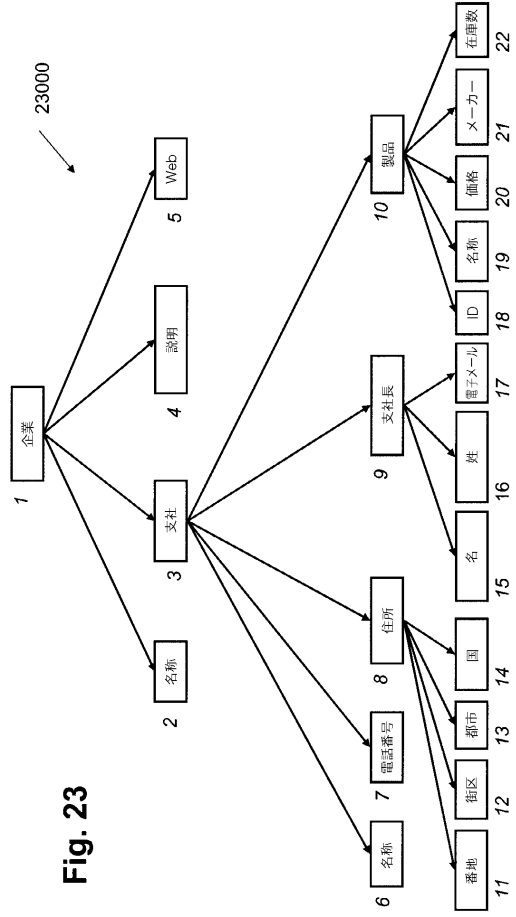 Fig. 23
23000
企業
1
名称
2
支社
3
説明
4
Web
5
名称
6
電話番号
7
住所
8
支社長
9
製品
10
番地
11
街区
12
都市
13
国
14
名
15
姓
16
電子メール
17
ID
18
名称
19
価格
20
メーカー
21
在庫数
22